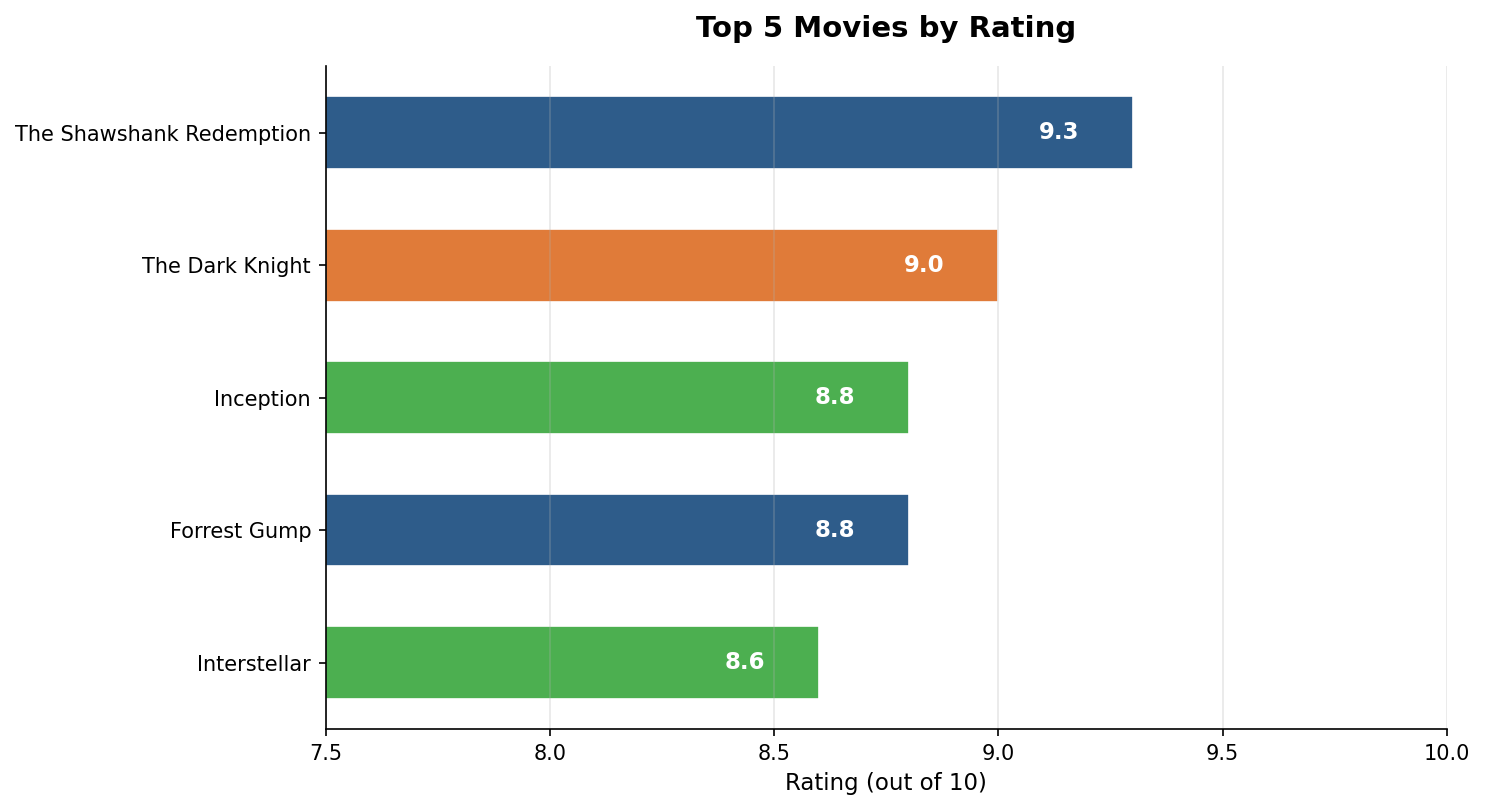 Top 5 Movies by Rating
The Shawshank Redemption
9.3
The Dark Knight
9.0
Inception
8.8
Forrest Gump
8.8
Interstellar
8.6
7.5 8.0 8.5 9.0 9.5 10.0
Rating (out of 10)